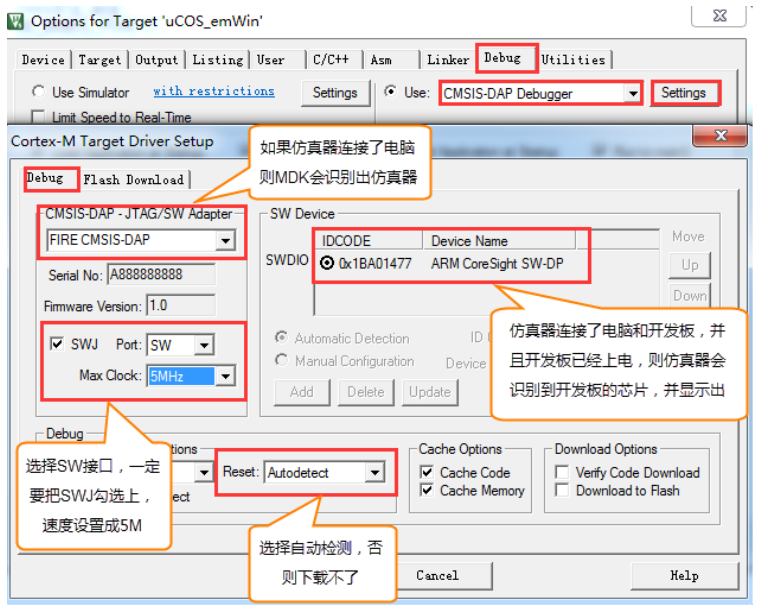 Options for Target 'uCOS_emWin'
Device Target Output Listing User C/C++ Asm Linker Debug Utilities
Use Simulator with restrictions Settings Use: CMSIS-DAP Debugger Settings
Limit Speed to Real-Time
Cortex-M Target Driver Setup
如果仿真器连接了电脑
则MDK会识别出仿真器
Debug Flash Download
CMSIS-DAP - JTAG/SW Adapter
FIRE CMSIS-DAP
Serial No: A888888888
Firmware Version: 1.0
SWJ Port: SW
Max Clock: 5MHz
SW Device
IDCODE Device Name Move
SWDIO 0x1BA01477 ARM CoreSight SW-DP Up
Down
Automatic Detection ID
Manual Configuration Device
Add Delete Update
仿真器连接了电脑和开发板，并
且开发板已经上电，则仿真器会
识别到开发板的芯片，并显示出
Debug
Reset: Autodetect
选择SW接口，一定
要把SWJ勾选上，
速度设置成5M
Cache Options
Cache Code
Cache Memory
Download Options
Verify Code Download
Download to Flash
选择自动检测，否
则下载不了
Cancel Help